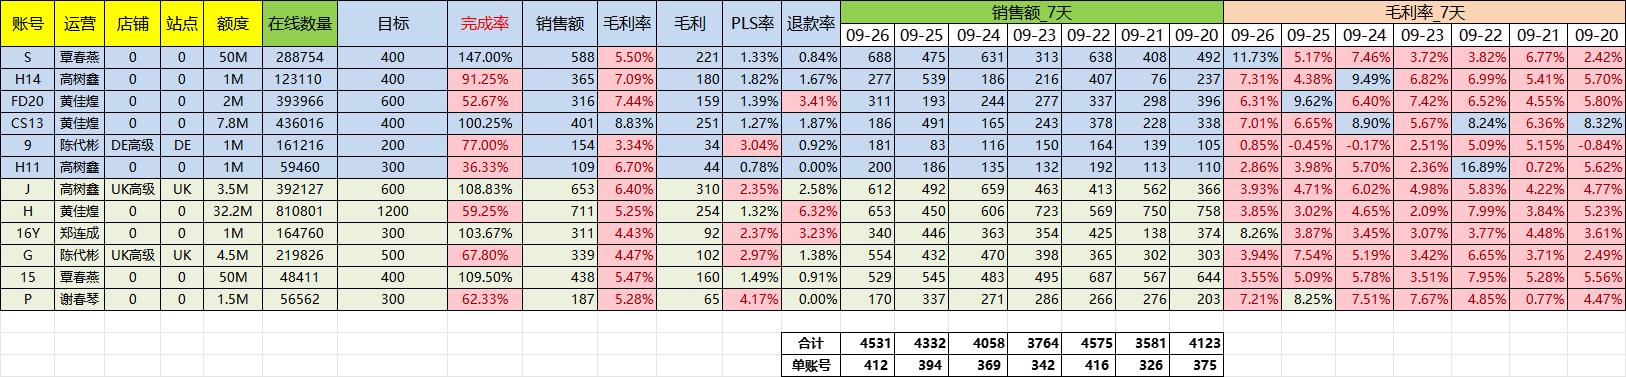 账号 运营 店铺 站点 额度 在线数量 目标 完成率 销售额 毛利率 毛利 PLS率 退款率 销售额_7天 毛利率_7天
09-26 09-25 09-24 09-23 09-22 09-21 09-20 09-26 09-25 09-24 09-23 09-22 09-21 09-20
S 覃春燕 0 0 50M 288754 400 147.00% 588 5.50% 221 1.33% 0.84% 688 475 631 313 638 408 492 11.73% 5.17% 7.46% 3.72% 3.82% 6.77% 2.42%
H14 高树鑫 0 0 1M 123110 400 91.25% 365 7.09% 180 1.82% 1.67% 277 539 186 216 407 76 237 7.31% 4.38% 9.49% 6.82% 6.99% 5.41% 5.70%
FD20 黄佳煌 0 0 2M 393966 600 52.67% 316 7.44% 159 1.39% 3.41% 311 193 244 277 337 298 396 6.31% 9.62% 6.40% 7.42% 6.52% 4.55% 5.80%
CS13 黄佳煌 0 0 7.8M 436016 400 100.25% 401 8.83% 251 1.27% 1.87% 186 491 165 243 378 228 338 7.01% 6.65% 8.90% 5.67% 8.24% 6.36% 8.32%
9 陈代彬 DE高级 DE 1M 161216 200 77.00% 154 3.34% 34 3.04% 0.92% 181 83 116 150 164 139 105 0.85% -0.45% -0.17% 2.51% 5.09% 5.15% -0.84%
H11 高树鑫 0 0 1M 59460 300 36.33% 109 6.70% 44 0.78% 0.00% 200 186 135 132 192 113 110 2.86% 3.98% 5.70% 2.36% 16.89% 0.72% 5.62%
J 高树鑫 UK高级 UK 3.5M 392127 600 108.83% 653 6.40% 310 2.35% 2.58% 612 492 659 463 413 562 366 3.93% 4.71% 6.02% 4.98% 5.83% 4.22% 4.77%
H 黄佳煌 0 0 32.2M 810801 1200 59.25% 711 5.25% 254 1.32% 6.32% 653 450 606 723 569 750 758 3.85% 3.02% 4.65% 2.09% 7.99% 3.84% 5.23%
16Y 郑连成 0 0 1M 164760 300 103.67% 311 4.43% 92 2.37% 3.23% 340 446 363 354 425 138 374 8.26% 3.87% 3.45% 3.07% 3.77% 4.48% 3.61%
G 陈代彬 UK高级 UK 4.5M 219826 500 67.80% 339 4.47% 102 2.97% 1.38% 554 432 470 398 365 302 303 3.94% 7.54% 5.19% 3.42% 6.65% 3.71% 2.49%
15 覃春燕 0 0 50M 48411 400 109.50% 438 5.47% 160 1.49% 0.91% 529 545 483 495 687 567 644 3.55% 5.09% 5.78% 3.51% 7.95% 5.28% 5.56%
P 谢春琴 0 0 1.5M 56562 300 62.33% 187 5.28% 65 4.17% 0.00% 170 337 271 286 266 276 203 7.21% 8.25% 7.51% 7.67% 4.85% 0.77% 4.47%
合计 4531 4332 4058 3764 4575 3581 4123
单账号 412 394 369 342 416 326 375